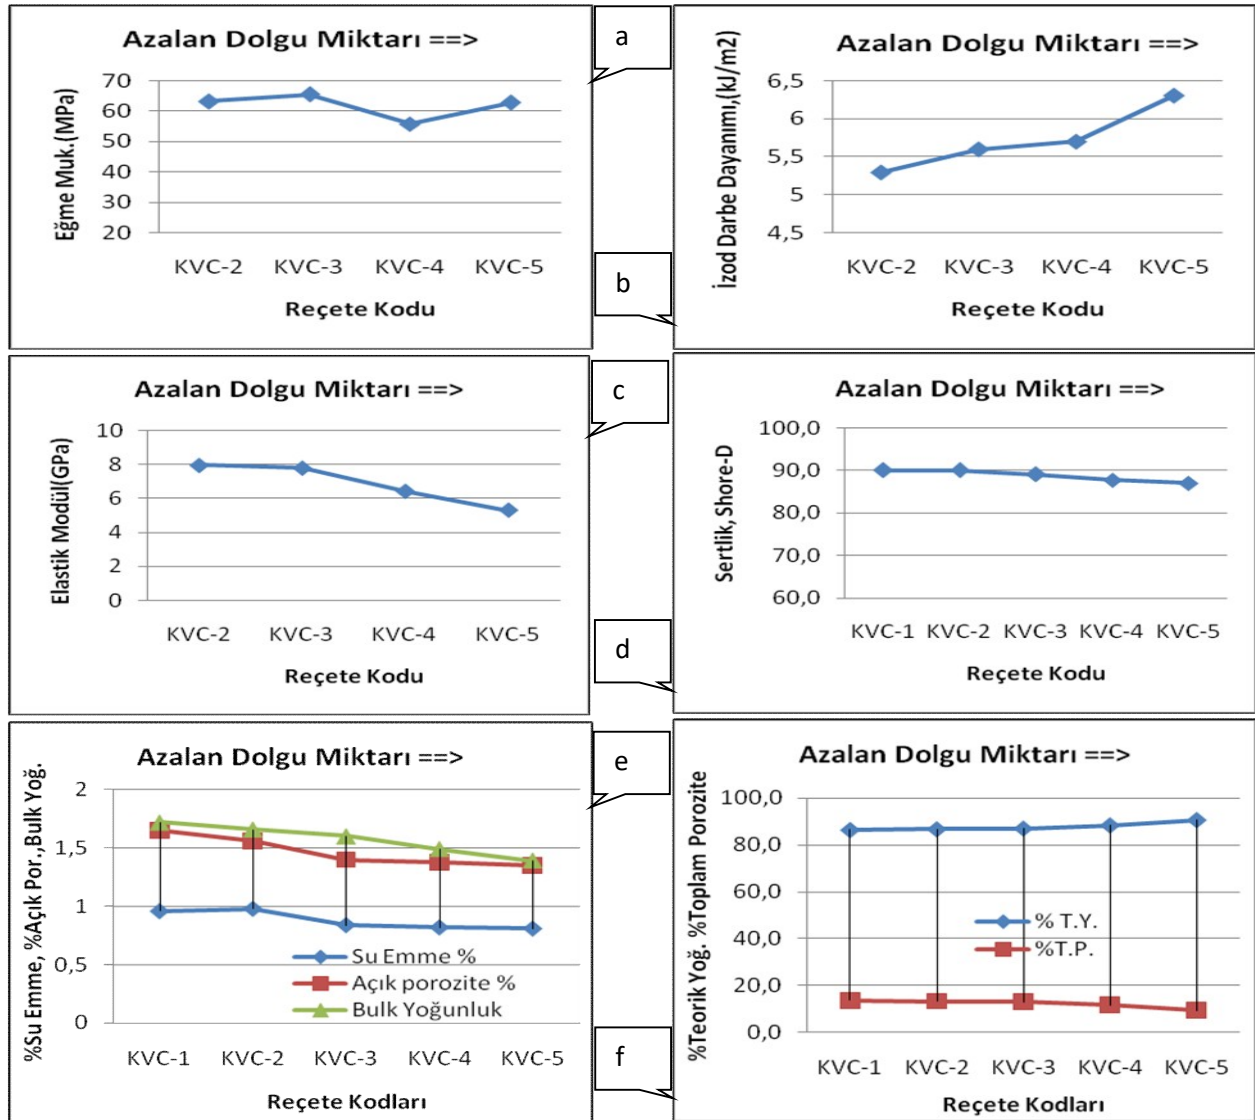 Azalan Dolgu Miktarı ==>
Eğme Muk.(MPa)
70
60
50
40
30
20
KVC-2 KVC-3 KVC-4 KVC-5
Reçete Kodu
a
Azalan Dolgu Miktarı ==>
İzod Darbe Dayanımı,(kJ/m2)
6,5
6
5,5
5
4,5
KVC-2 KVC-3 KVC-4 KVC-5
Reçete Kodu
b
Azalan Dolgu Miktarı ==>
Elastik Modül(GPa)
10
8
6
4
2
0
KVC-2 KVC-3 KVC-4 KVC-5
Reçete Kodu
c
Azalan Dolgu Miktarı ==>
Sertlik,Shore-D
100,0
90,0
80,0
70,0
60,0
KVC-1 KVC-2 KVC-3 KVC-4 KVC-5
Reçete Kodu
d
Azalan Dolgu Miktarı ==>
%Su Emme, %Açık Por.,Bulk Yoğ.
2
1,5
1
0,5
0
Su Emme %
Açık porozite %
Bulk Yoğunluk
KVC-1 KVC-2 KVC-3 KVC-4 KVC-5
Reçete Kodları
e
Azalan Dolgu Miktarı ==>
%Teorik Yoğ. %Toplam Porozite
100,0
80,0
60,0
40,0
20,0
0,0
% T.Y.
%T.P.
KVC-1 KVC-2 KVC-3 KVC-4 KVC-5
Reçete Kodları
f